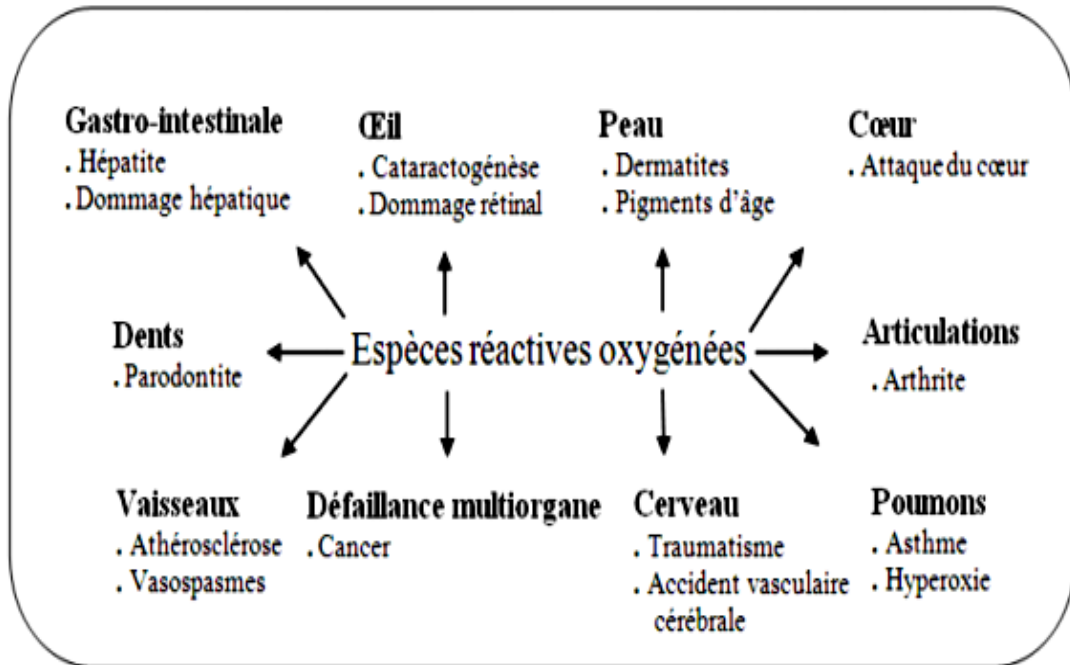 Gastro-intestinale
. Hépatite
. Dommage hépatique
Œil
. Cataractogénèse
. Dommage rétinal
Peau
. Dermatites
. Pigments d'âge
Cœur
. Attaque du cœur
Dents
. Parodontite
Espèces réactives oxygénées
Articulations
. Arthrite
Vaisseaux
. Athérosclérose
. Vasospasmes
Défaillance multiorgane
. Cancer
Cerveau
. Traumatisme
. Accident vasculaire
cérébrale
Poumons
. Asthme
. Hyperoxie